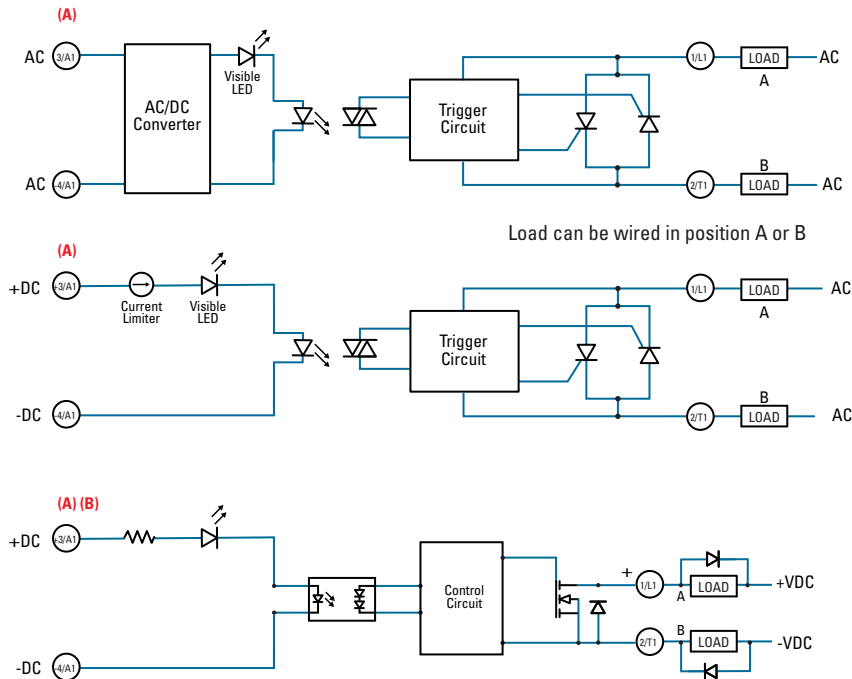 (A)
AC 3/A1
AC/DC
Converter
Visible
LED
Trigger
Circuit
1/L1 LOAD AC
A
AC -4/A1
B
2/T1 LOAD AC
Load can be wired in position A or B
(A)
+DC +3/A1
Current
Limiter
Visible
LED
Trigger
Circuit
1/L1 LOAD AC
A
-DC -4/A1
B
2/T1 LOAD AC
(A) (B)
+DC +3/A1
Control
Circuit
+ 1/L1 A LOAD +VDC
2/T1 B LOAD -VDC
-DC -4/A1